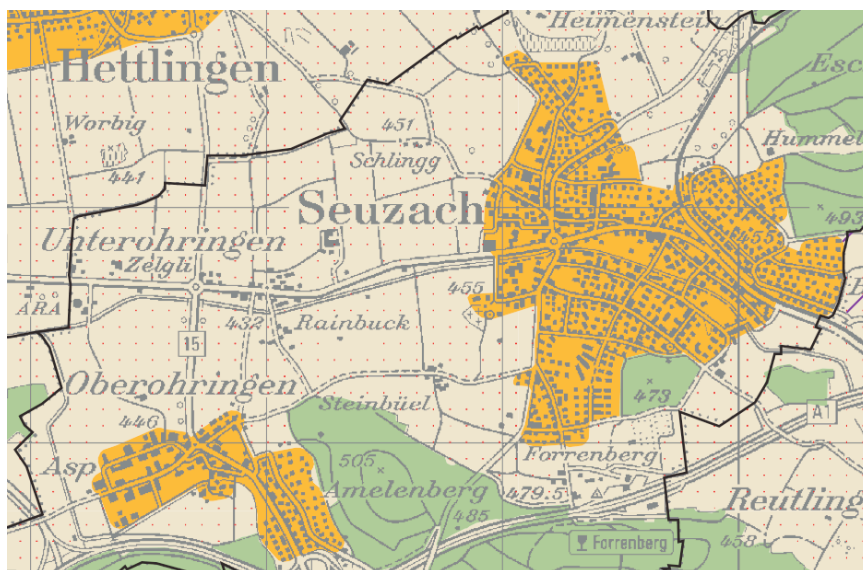 Heimenstein
Hettlingen
Esc
Worbig
451
Hummel
Schlingg
441
Seuzach
493
Unterohringen
457
Zelgli
455
ARA
432
Rainbuck
15
Oberohringen
473
Steinbüel
A1
446
Forrenberg
Asp
505
Amelenberg
479.5
Reutling
485
Forrenberg
458